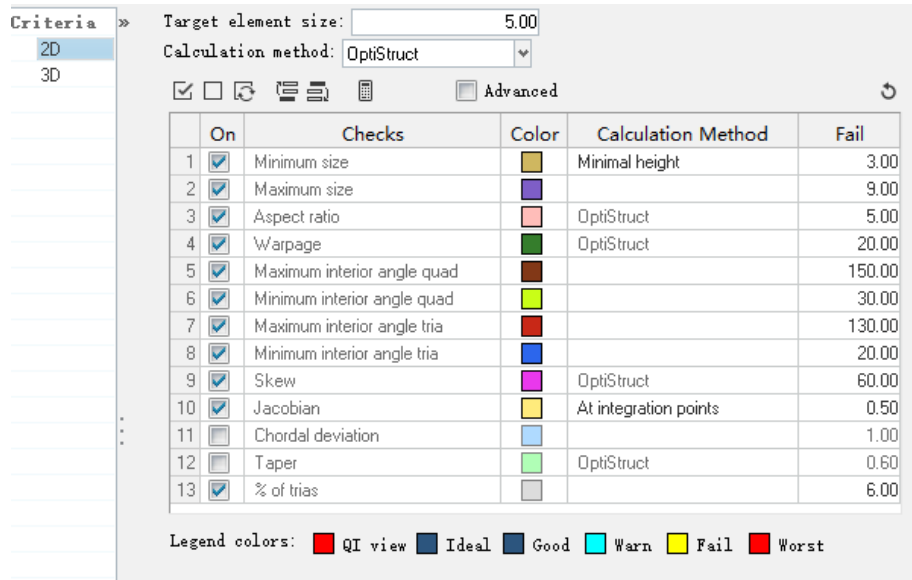 Criteria » Target element size: 5.00
2D Calculation method: OptiStruct
3D
Advanced
On Checks Color Calculation Method Fail
1 Minimum size Minimal height 3.00
2 Maximum size 9.00
3 Aspect ratio OptiStruct 5.00
4 Warpage OptiStruct 20.00
5 Maximum interior angle quad 150.00
6 Minimum interior angle quad 30.00
7 Maximum interior angle tria 130.00
8 Minimum interior angle tria 20.00
9 Skew OptiStruct 60.00
10 Jacobian At integration points 0.50
11 Chordal deviation 1.00
12 Taper OptiStruct 0.60
13 % of trias 6.00
Legend colors: QI view Ideal Good Warn Fail Worst